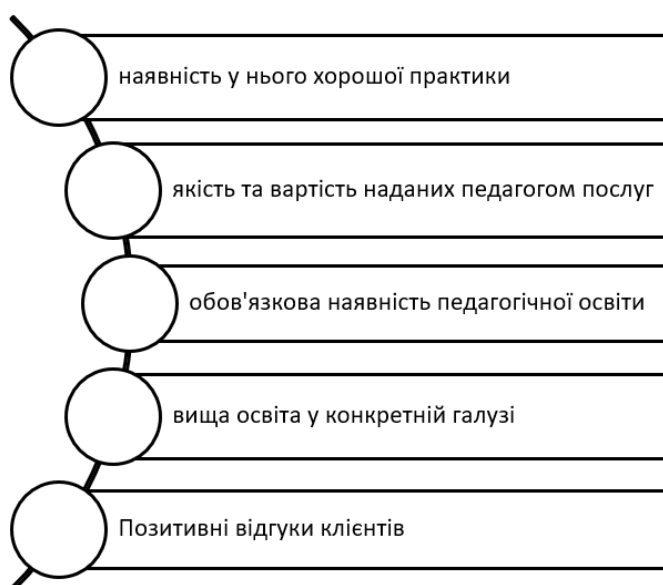 наявність у нього хорошої практики
якість та вартість наданих педагогом послуг
обов'язкова наявність педагогічної освіти
вища освіта у конкретній галузі
Позитивні відгуки клієнтів